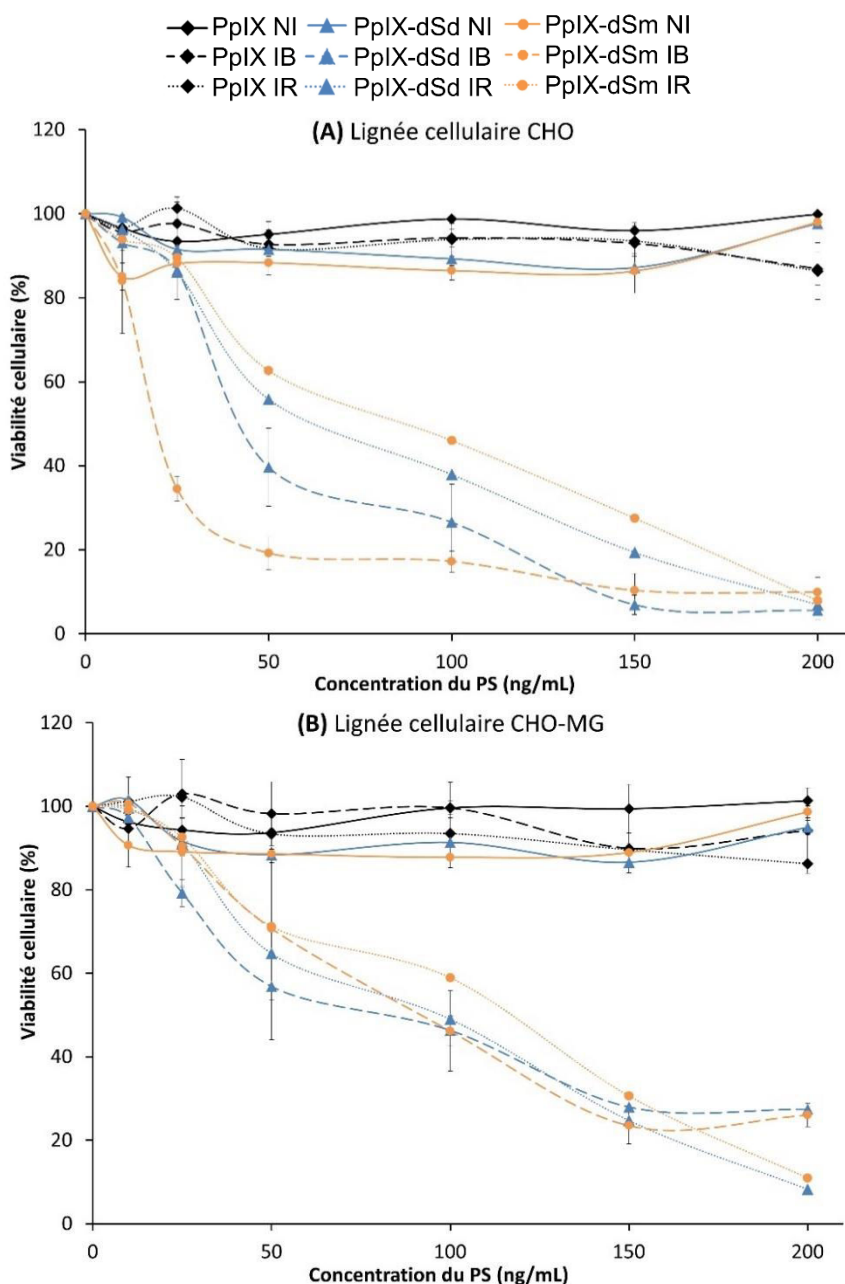 PpIX NI PpIX-dSd NI PpIX-dSm NI
PpIX IB PpIX-dSd IB PpIX-dSm IB
PpIX IR PpIX-dSd IR PpIX-dSm IR
(A) Lignée cellulaire CHO
Viabilité cellulaire (%)
120
100
80
60
40
20
0
0 50 100 150 200
Concentration du PS (ng/mL)
(B) Lignée cellulaire CHO-MG
Viabilité cellulaire (%)
120
100
80
60
40
20
0
0 50 100 150 200
Concentration du PS (ng/mL)